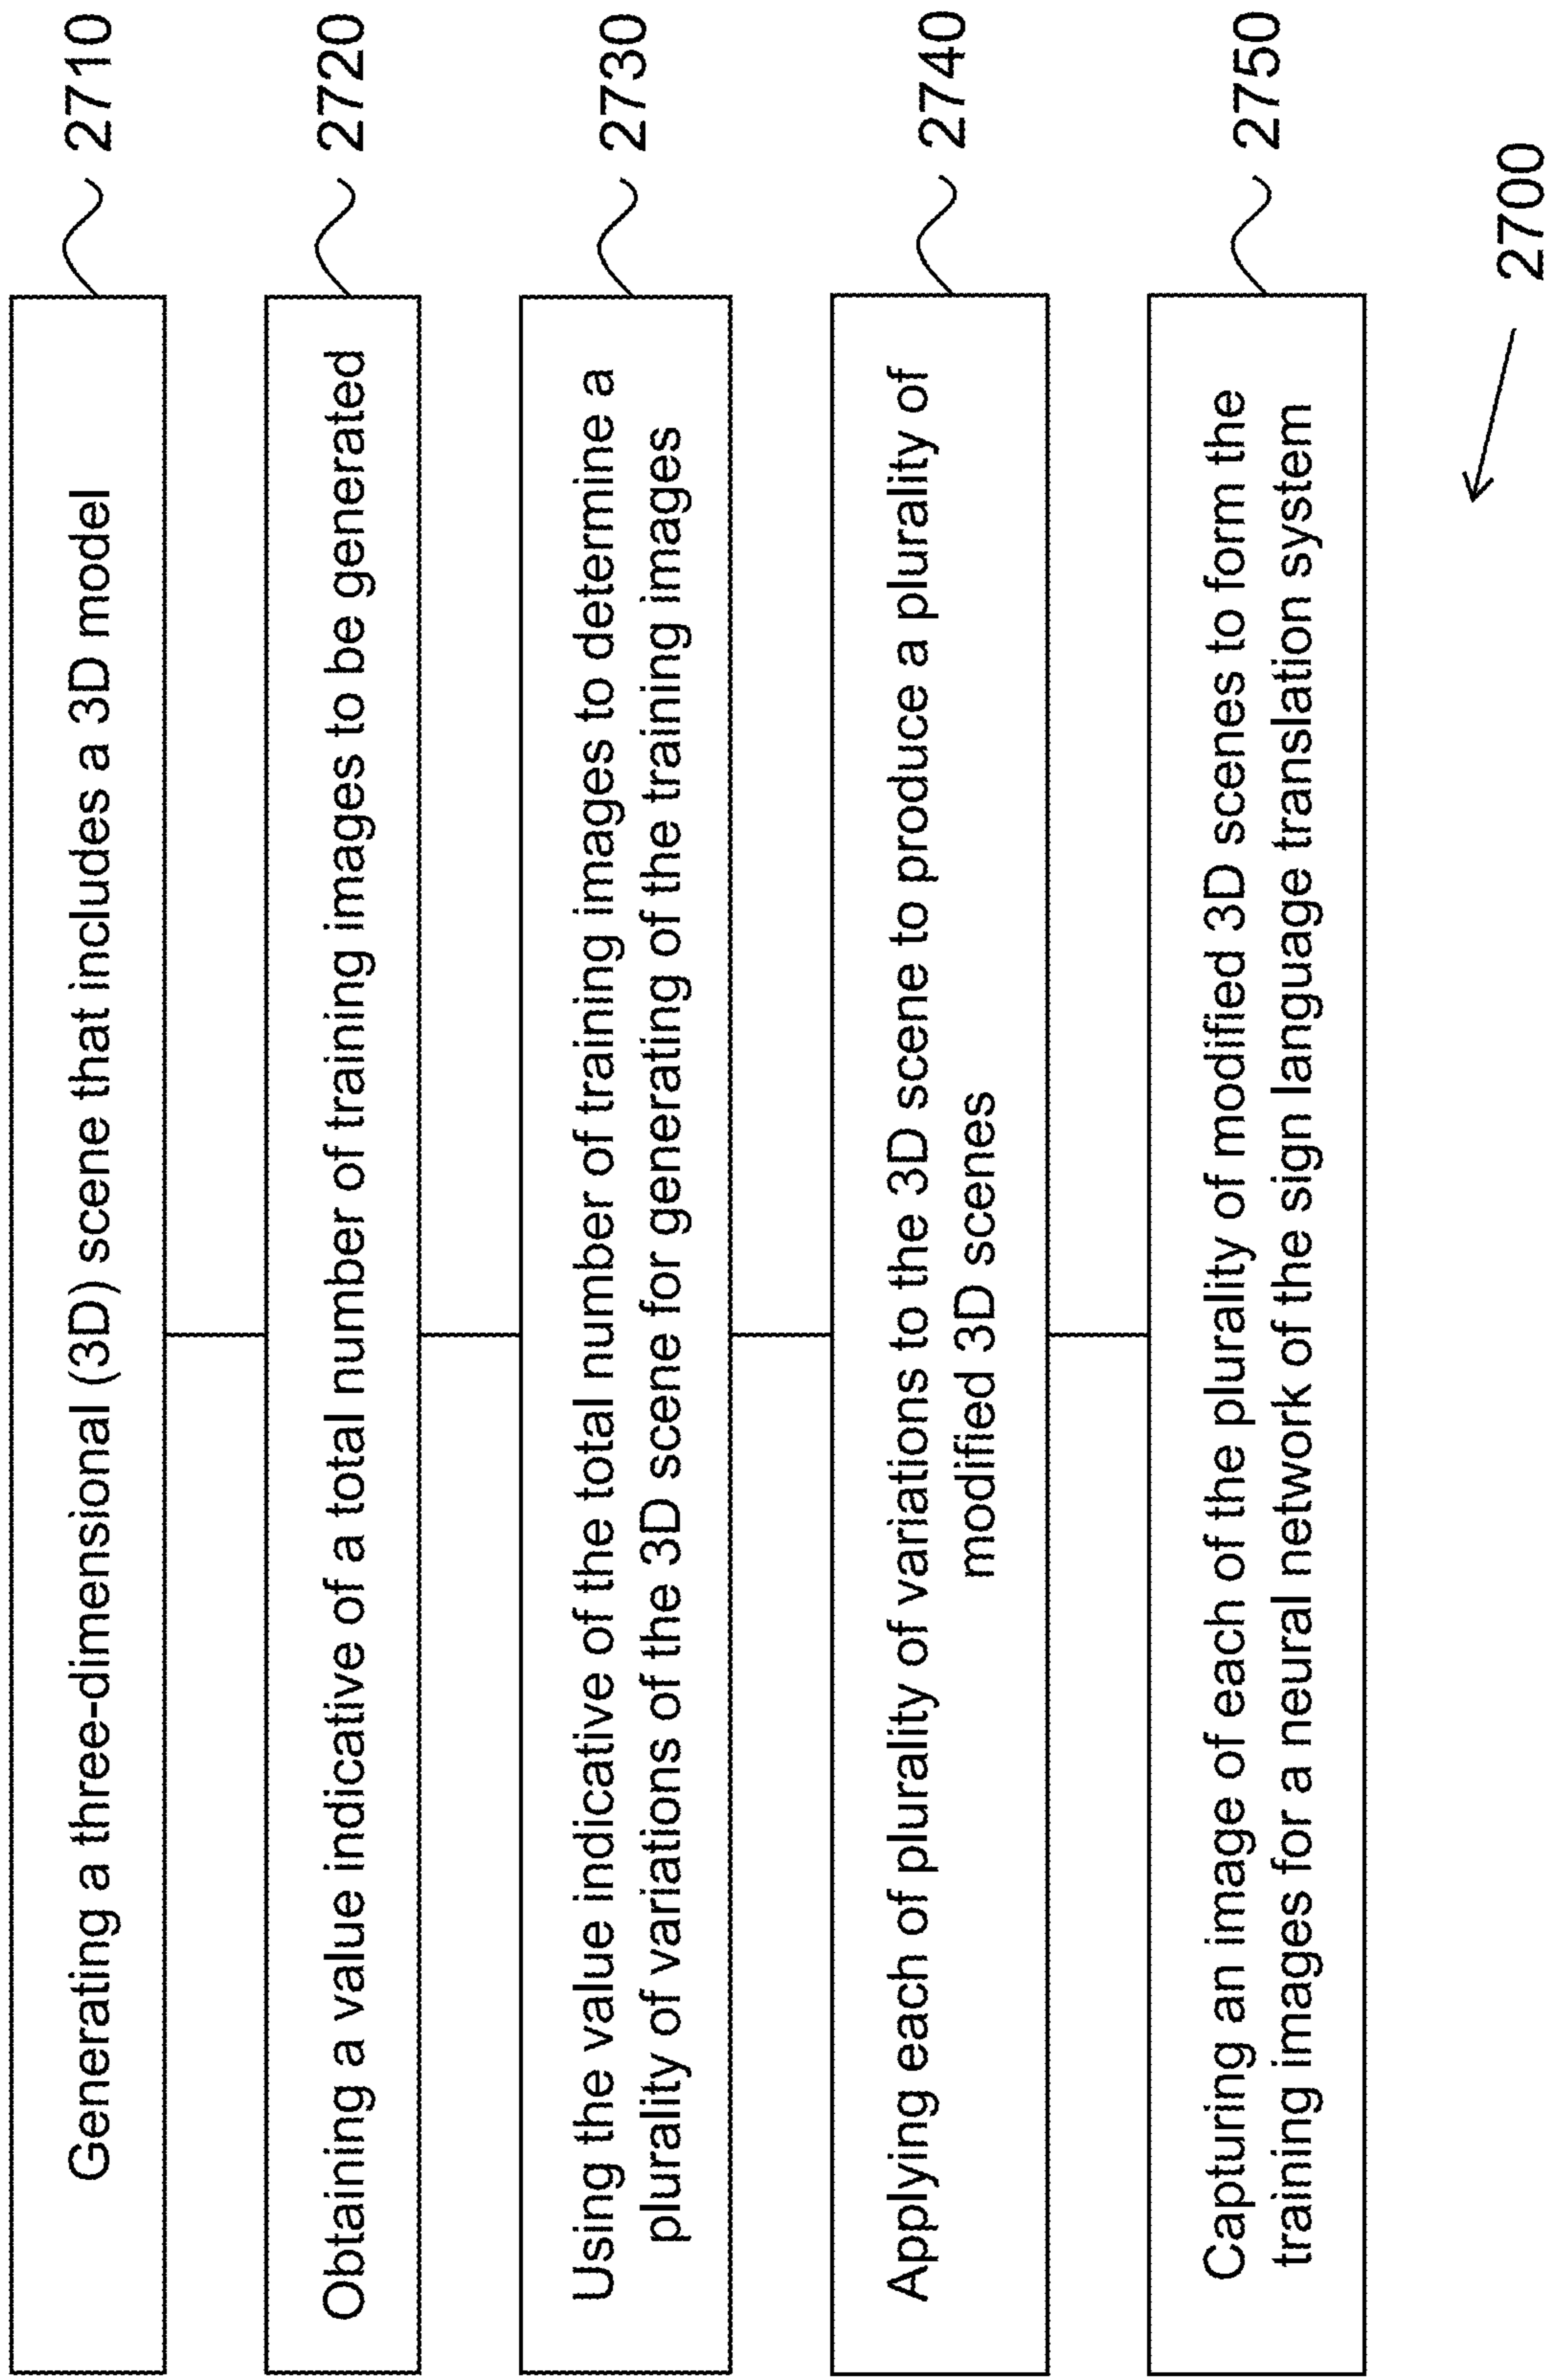 Generating a three-dimensional (3D) scene that includes a 3D model
2710
Obtaining a value indicative of a total number of training images to be generated
2720
Using the value indicative of the total number of training images to determine a
plurality of variations of the 3D scene for generating of the training images
2730
Applying each of plurality of variations to the 3D scene to produce a plurality of
modified 3D scenes
2740
Capturing an image of each of the plurality of modified 3D scenes to form the
training images for a neural network of the sign language translation system
2750
2700